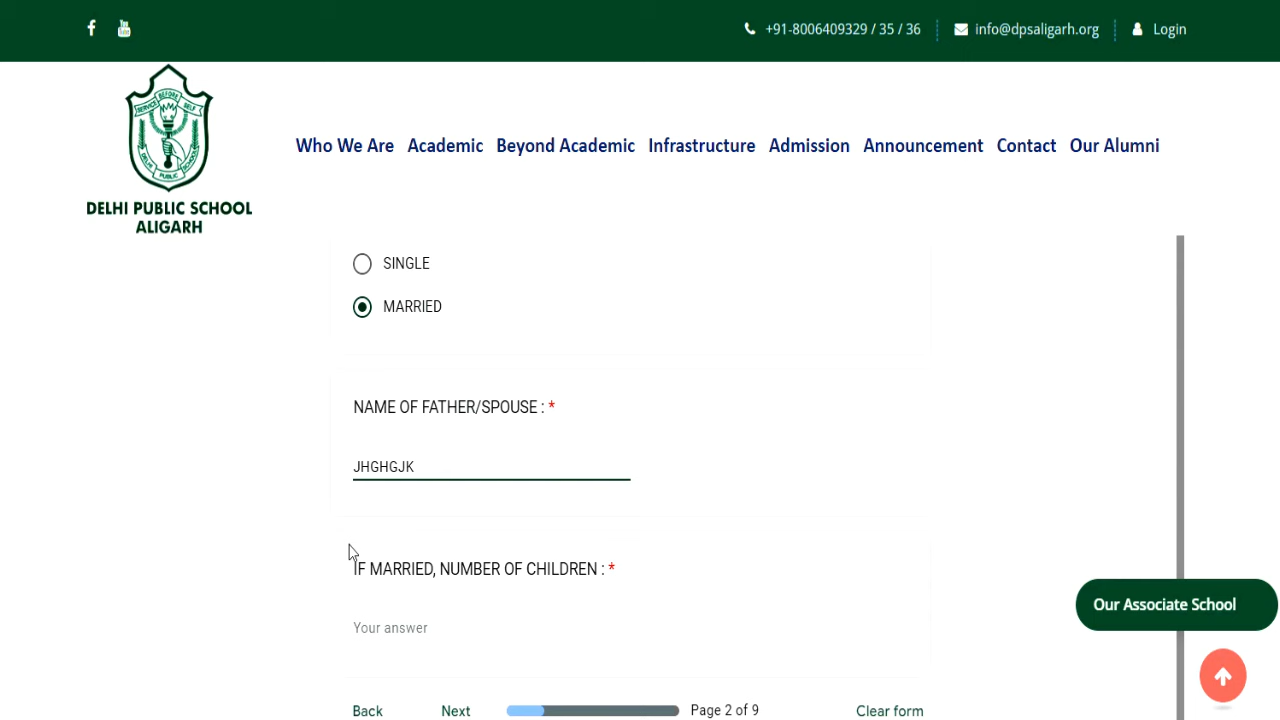 +91-8006409329 / 35 / 36
info@dpsaligarh.org
Login
SERVICE BEFORE SELF
DELHI PUBLIC SCHOOL
DELHI PUBLIC SCHOOL
ALIGARH
Who We Are Academic Beyond Academic Infrastructure Admission Announcement Contact Our Alumni
SINGLE
MARRIED
NAME OF FATHER/SPOUSE : *
JHGHGJK
IF MARRIED, NUMBER OF CHILDREN : *
Your answer
Our Associate School
Back Next Page 2 of 9 Clear form